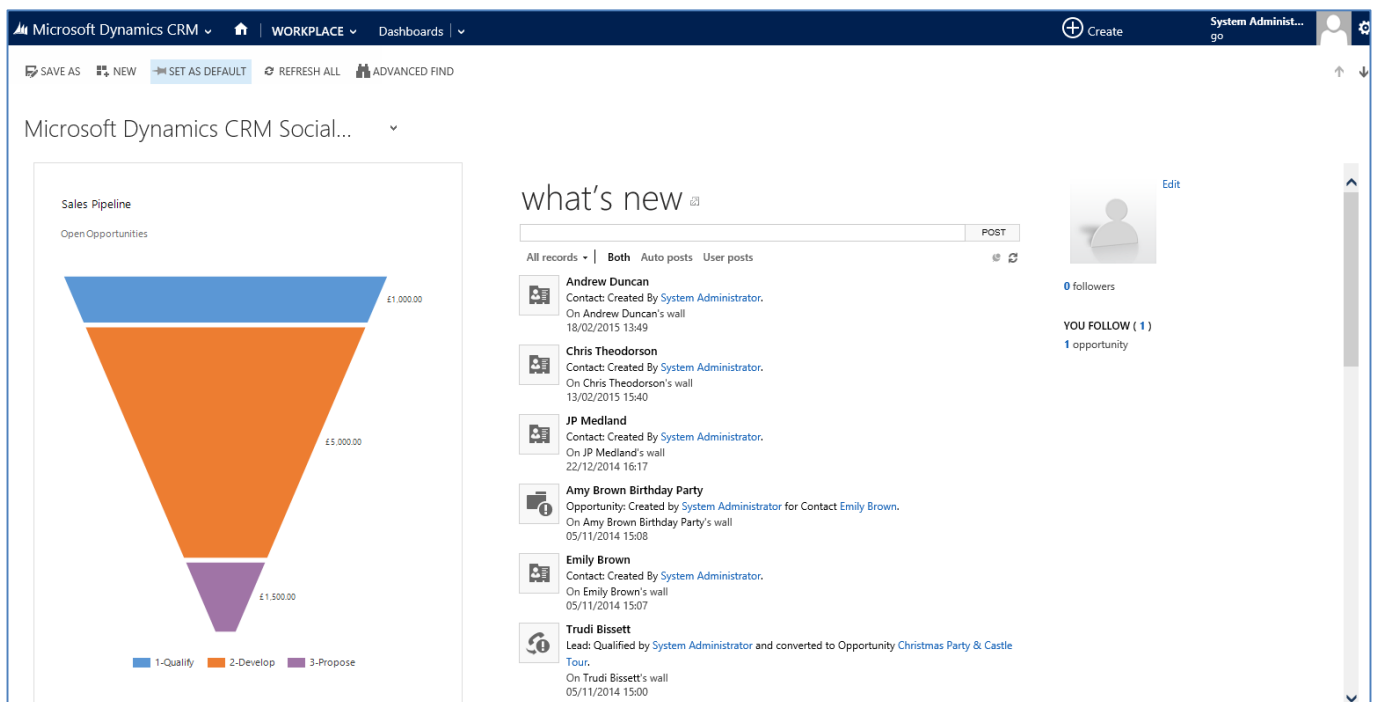 Microsoft Dynamics CRM | WORKPLACE Dashboards | Create System Administ...
go
SAVE AS NEW SET AS DEFAULT REFRESH ALL ADVANCED FIND
Microsoft Dynamics CRM Social...
Sales Pipeline
Open Opportunities
£1,000.00
£5,000.00
£1,500.00
1-Qualify 2-Develop 3-Propose
what's new
POST
All records | Both Auto posts User posts
Andrew Duncan
Contact: Created By System Administrator.
On Andrew Duncan's wall
18/02/2015 13:49
Chris Theodorson
Contact: Created By System Administrator.
On Chris Theodorson's wall
13/02/2015 15:40
JP Medland
Contact: Created By System Administrator.
On JP Medland's wall
22/12/2014 16:17
Amy Brown Birthday Party
Opportunity: Created by System Administrator for Contact Emily Brown.
On Amy Brown Birthday Party's wall
05/11/2014 15:08
Emily Brown
Contact: Created By System Administrator.
On Emily Brown's wall
05/11/2014 15:07
Trudi Bissett
Lead: Qualified by System Administrator and converted to Opportunity Christmas Party & Castle
Tour.
On Trudi Bissett's wall
05/11/2014 15:00
Edit
0 followers
YOU FOLLOW ( 1 )
1 opportunity